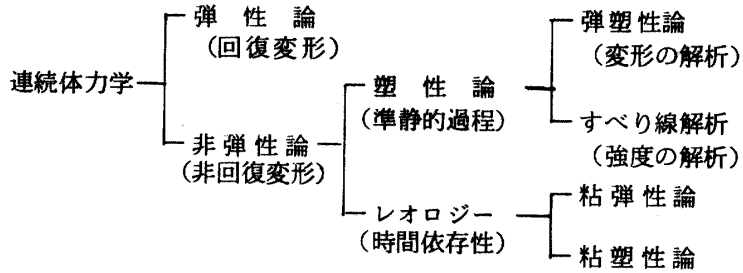 弾性論
(回復変形)
連続体力学
非弾性論
(非回復変形)
塑性論
(準静的過程)
弾塑性論
(変形の解析)
すべり線解析
(強度の解析)
レオロジー
(時間依存性)
粘弾性論
粘塑性論